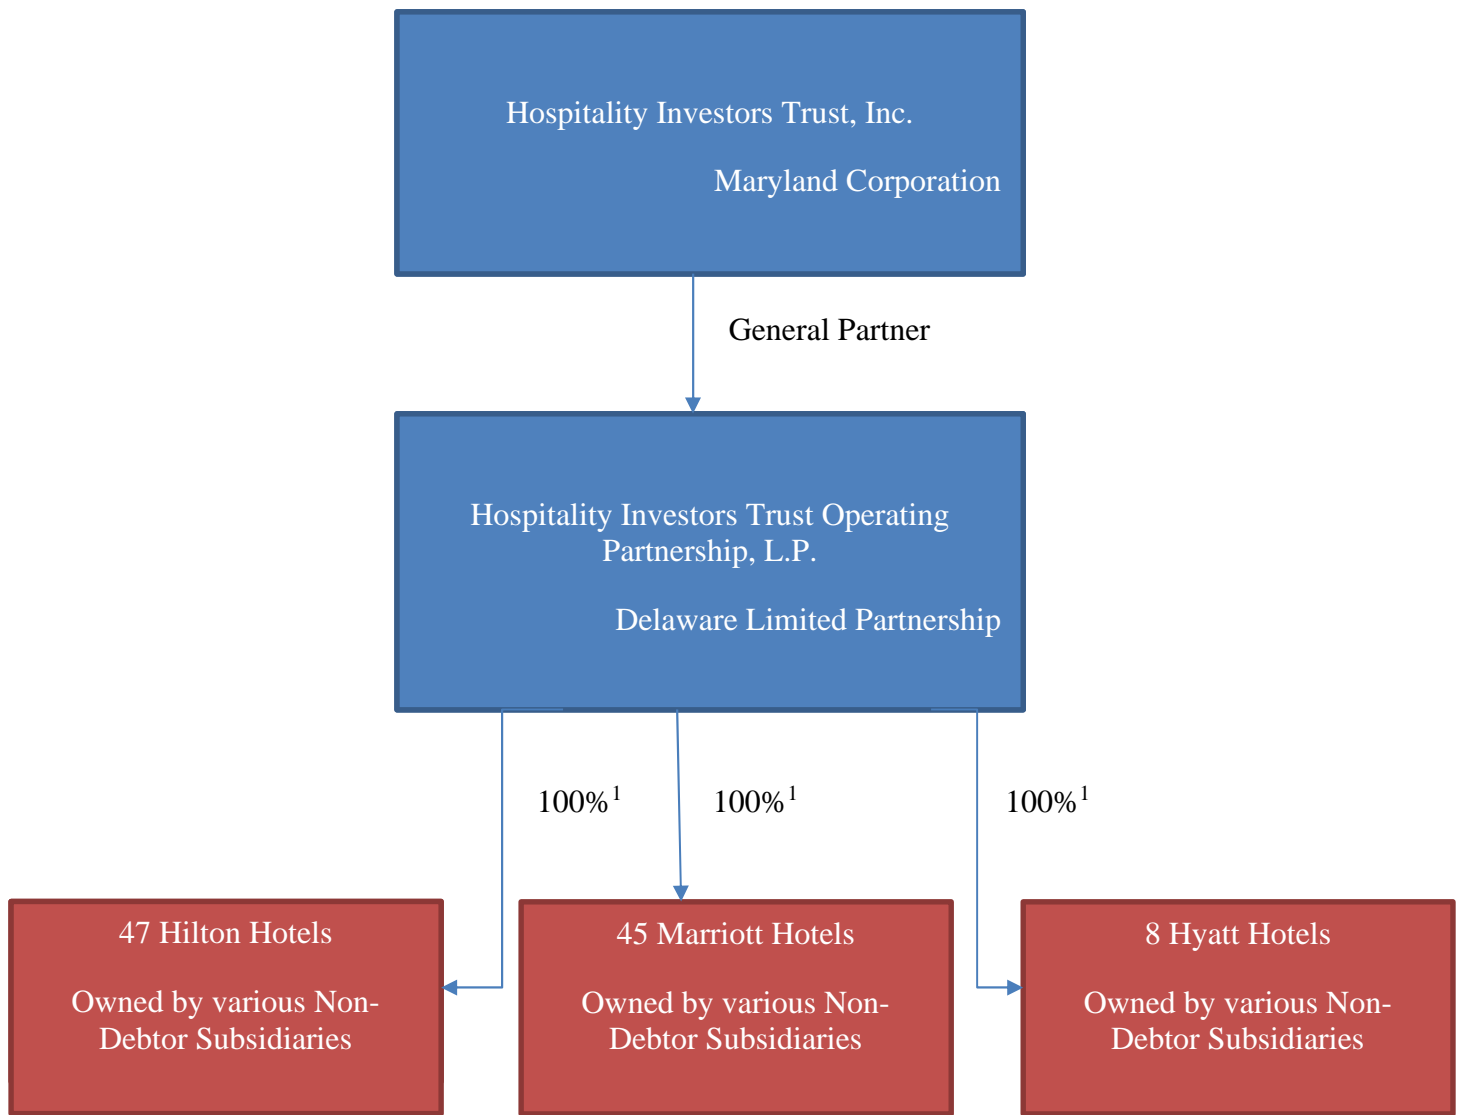 Hospitality Investors Trust, Inc.
Maryland Corporation
General Partner
Hospitality Investors Trust Operating
Partnership, L.P.
Delaware Limited Partnership
100%¹
100%¹
100%¹
47 Hilton Hotels
Owned by various Non-
Debtor Subsidiaries
45 Marriott Hotels
Owned by various Non-
Debtor Subsidiaries
8 Hyatt Hotels
Owned by various Non-
Debtor Subsidiaries